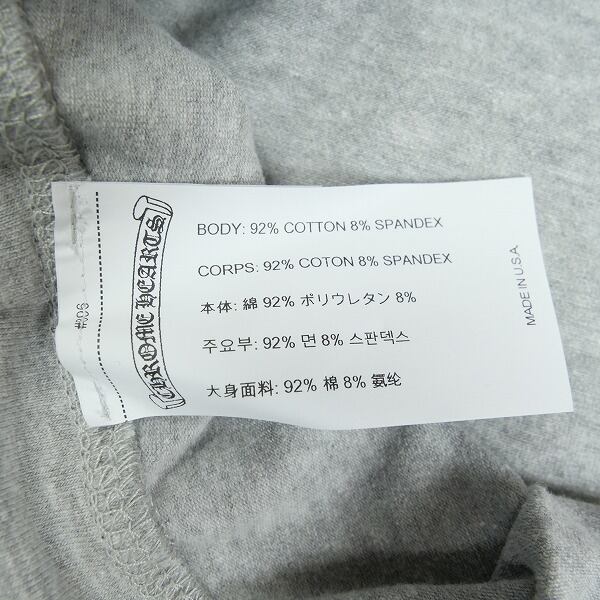 BODY: 92% COTTON 8% SPANDEX
CORPS: 92% COTON 8% SPANDEX
本体: 綿 92% ポリウレタン 8%
주요부: 92% 면 8% 스판덱스
大身面料: 92% 棉 8% 氨纶
CHROME HEARTS
MADE IN U.S.A.